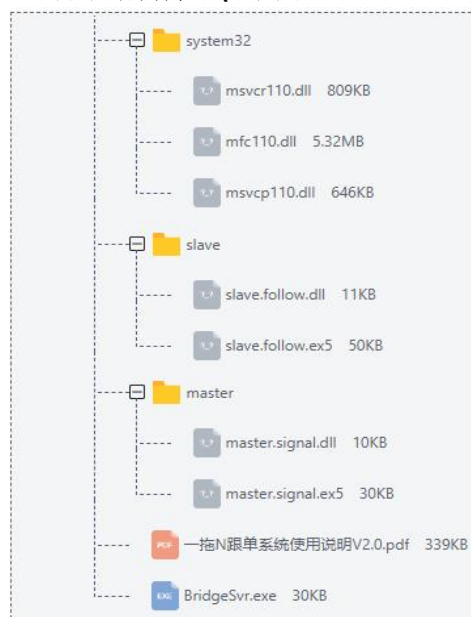 system32
msvcr110.dll 809KB
mfc110.dll 5.32MB
msvcp110.dll 646KB
slave
slave.follow.dll 11KB
slave.follow.ex5 50KB
master
master.signal.dll 10KB
master.signal.ex5 30KB
PDF 一拖N跟单系统使用说明V2.0.pdf 339KB
EXE BridgeSvr.exe 30KB